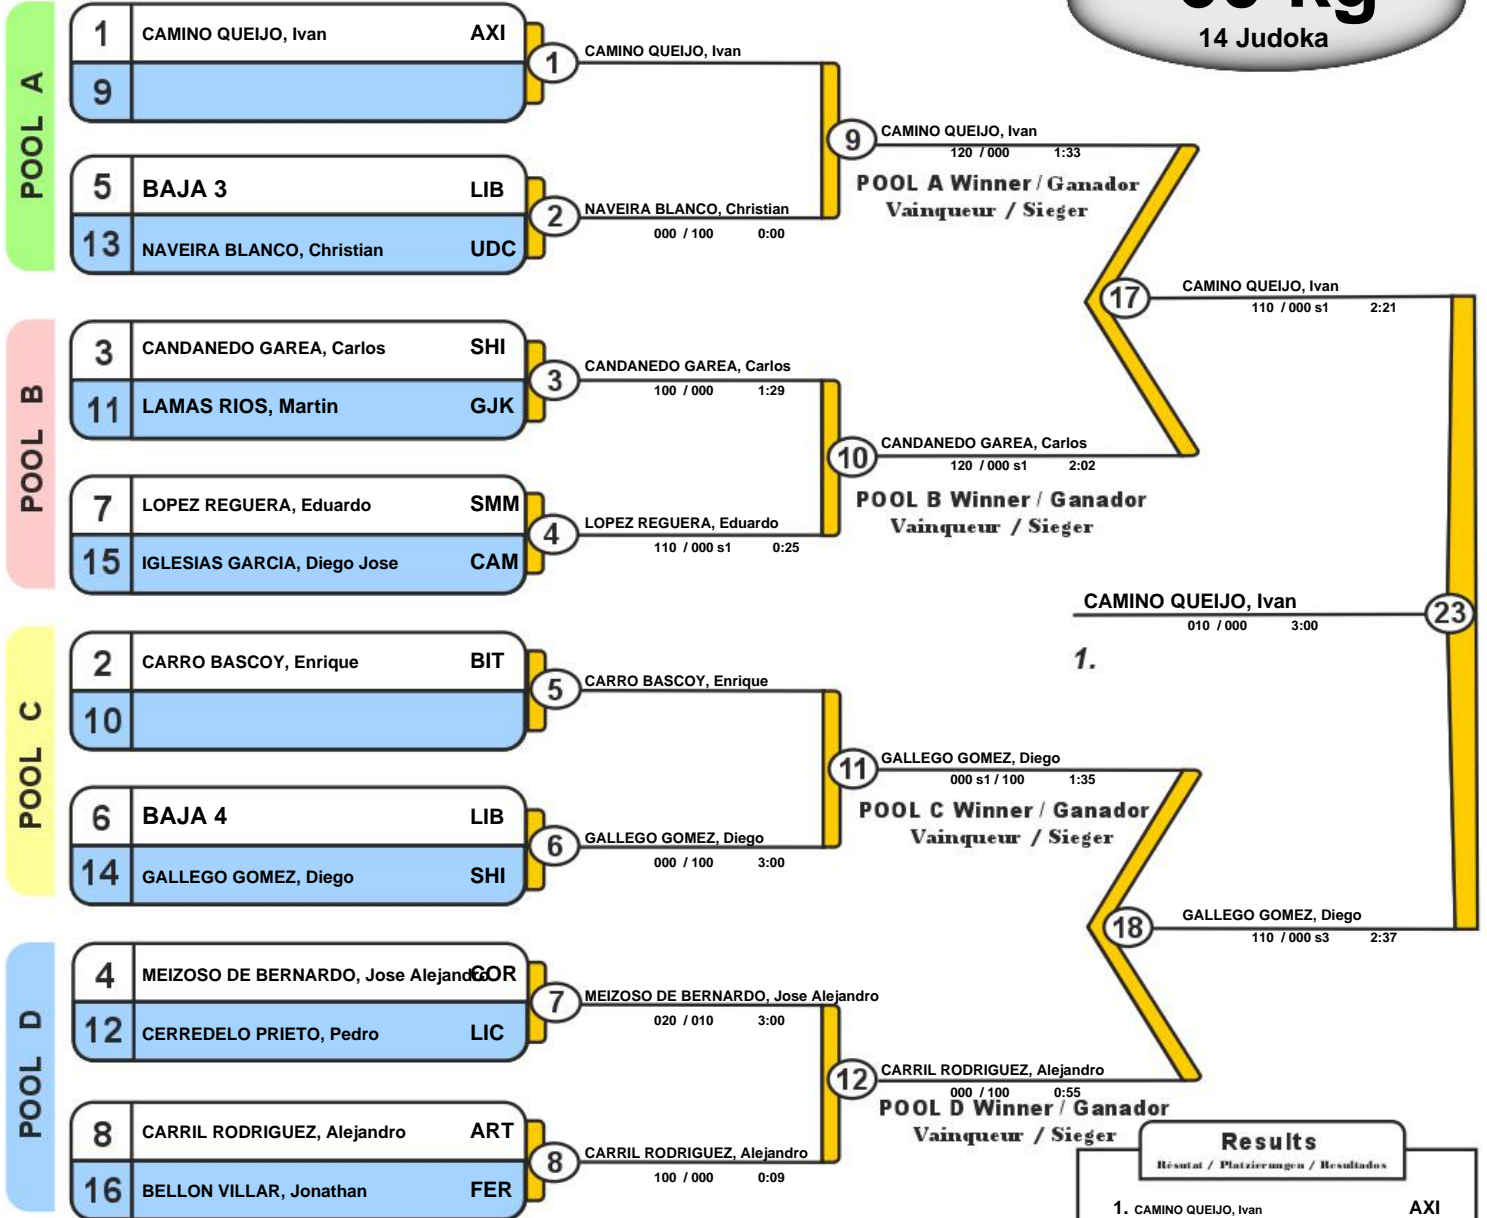 kg
14 Judoka
POOL A
1 CAMINO QUEIJO, Ivan AXI
9
1
CAMINO QUEIJO, Ivan
5 BAJA 3 LIB
13 NAVEIRA BLANCO, Christian UDC
2
NAVEIRA BLANCO, Christian
000 / 100 0:00
9
CAMINO QUEIJO, Ivan
120 / 000 1:33
POOL A Winner / Ganador
Vainqueur / Sieger
POOL B
3 CANDANEDO GAREA, Carlos SHI
11 LAMAS RIOS, Martin GJK
3
CANDANEDO GAREA, Carlos
100 / 000 1:29
7 LOPEZ REGUERA, Eduardo SMM
15 IGLESIAS GARCIA, Diego Jose CAM
4
LOPEZ REGUERA, Eduardo
110 / 000 s1 0:25
10
CANDANEDO GAREA, Carlos
120 / 000 s1 2:02
POOL B Winner / Ganador
Vainqueur / Sieger
17
CAMINO QUEIJO, Ivan
110 / 000 s1 2:21
POOL C
2 CARRO BASCOY, Enrique BIT
10
5
CARRO BASCOY, Enrique
6 BAJA 4 LIB
14 GALLEGO GOMEZ, Diego SHI
6
GALLEGO GOMEZ, Diego
000 / 100 3:00
11
GALLEGO GOMEZ, Diego
000 s1 / 100 1:35
POOL C Winner / Ganador
Vainqueur / Sieger
POOL D
4 MEIZOSO DE BERNARDO, Jose Alejandro COR
12 CERREDELO PRIETO, Pedro LIC
7
MEIZOSO DE BERNARDO, Jose Alejandro
020 / 010 3:00
8 CARRIL RODRIGUEZ, Alejandro ART
16 BELLON VILLAR, Jonathan FER
8
CARRIL RODRIGUEZ, Alejandro
100 / 000 0:09
12
CARRIL RODRIGUEZ, Alejandro
000 / 100 0:55
POOL D Winner / Ganador
Vainqueur / Sieger
18
GALLEGO GOMEZ, Diego
110 / 000 s3 2:37
23
CAMINO QUEIJO, Ivan
010 / 000 3:00
1.
Results
Résutat / Platzierungen / Resultados
1. CAMINO QUEIJO, Ivan AXI